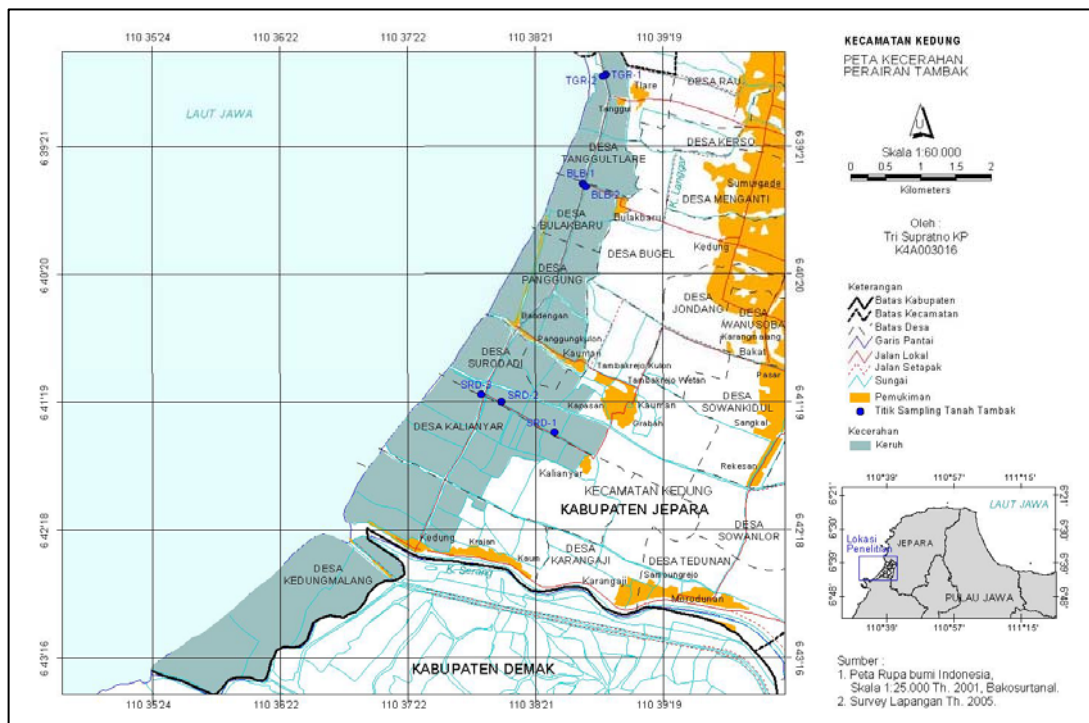 110 35'24
110 36'22
110 37'22
110 38'21
110 39'19
6 39'21
6 40'20
6 41'19
6 42'18
6 43'16
6 39'21
6 40'20
6 41'19
6 42'18
6 43'16
110 35'24
110 36'22
110 37'22
110 38'21
110 39'19
LAUT JAWA
TGR-2
TGR-1
Tlare
Tanggul
DESA RAU
DESA KERSO
DESA
TANGGULTLARE
BLB-1
BLB-2
K. Langgar
Sumurgede
DESA MENGANTI
DESA
BULAKBARU
Bulakbaru
Kedung
DESA BUGEL
DESA
PANGGUNG
DESA
JONDANG
DESA
WANUSOBA
Karangmalang
Bakat
Pasar
Bandengan
Panggungkulon
Kauman
Tambakrejo Kulon
Tambakrejo Wetan
DESA
SURODADI
SRD-3
SRD-2
SRD-1
Kapasan
Kauman
Grabah
DESA
SOWANKIDUL
Sangkal
DESA KALIANYAR
Kalianyar
Rekesan
KECAMATAN KEDUNG
KABUPATEN JEPARA
DESA
SOWANLOR
Kedung
Krajan
Kaum
DESA
KARANGAJI
DESA TEDUNAN
Sambungrejo
Karangaji
Merodunan
K. Serang
DESA
KEDUNGMALANG
KABUPATEN DEMAK
KECAMATAN KEDUNG
PETA KECERAHAN
PERAIRAN TAMBAK
U
Skala 1:60.000
0 0.5 1 1.5 2
Kilometers
Oleh :
Tri Supratno KP
K4A003016
Keterangan
Batas Kabupaten
Batas Kecamatan
Batas Desa
Garis Pantai
Jalan Lokal
Jalan Setapak
Sungai
Pemukiman
Titik Sampling Tanah Tambak
Kecerahan
Keruh
110°39' 110°57' 111°15'
6°21'
6°30'
6°39'
6°48'
6°21'
6°30'
6°39'
6°48'
LAUT JAWA
Lokasi
Penelitian
JEPARA
PULAU JAWA
110°39' 110°57' 111°15'
Sumber :
1. Peta Rupa bumi Indonesia,
Skala 1:25.000 Th. 2001, Bakosurtanal.
2. Survey Lapangan Th. 2005.